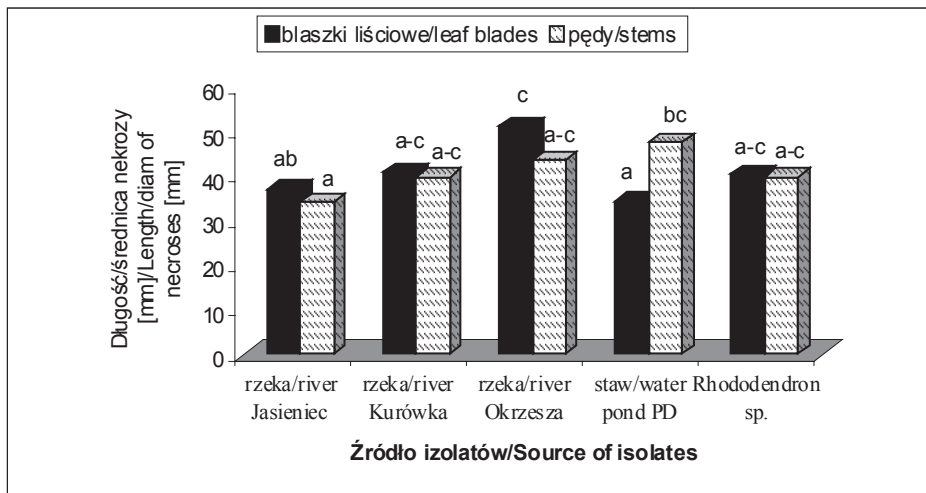 blaszki liściowe/leaf blades pędy/stems
Długość/średnica nekrozy
[mm]/Length/diam of
necroses [mm]
60
50
40
30
20
10
0
ab a a-c a-c c a-c a bc a-c a-c
rzeka/river rzeka/river rzeka/river staw/water Rhododendron
Jasieniec Kurówka Okrzesza pond PD sp.
Źródło izolatów/Source of isolates